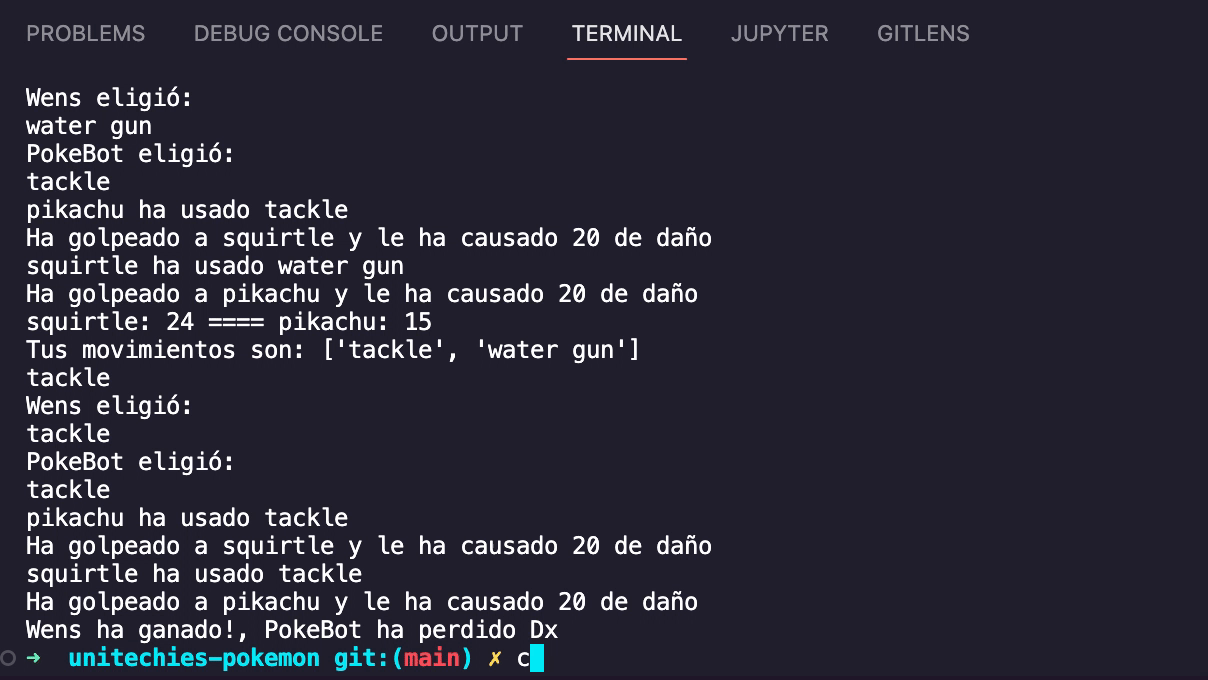 PROBLEMS DEBUG CONSOLE OUTPUT TERMINAL JUPYTER GITLENS
Wens eligió:
water gun
PokeBot eligió:
tackle
pikachu ha usado tackle
Ha golpeado a squirtle y le ha causado 20 de daño
squirtle ha usado water gun
Ha golpeado a pikachu y le ha causado 20 de daño
squirtle: 24 ==== pikachu: 15
Tus movimientos son: ['tackle', 'water gun']
tackle
Wens eligió:
tackle
PokeBot eligió:
tackle
pikachu ha usado tackle
Ha golpeado a squirtle y le ha causado 20 de daño
squirtle ha usado tackle
Ha golpeado a pikachu y le ha causado 20 de daño
Wens ha ganado!, PokeBot ha perdido Dx
➜ unitechies-pokemon git:(main) ✗ c